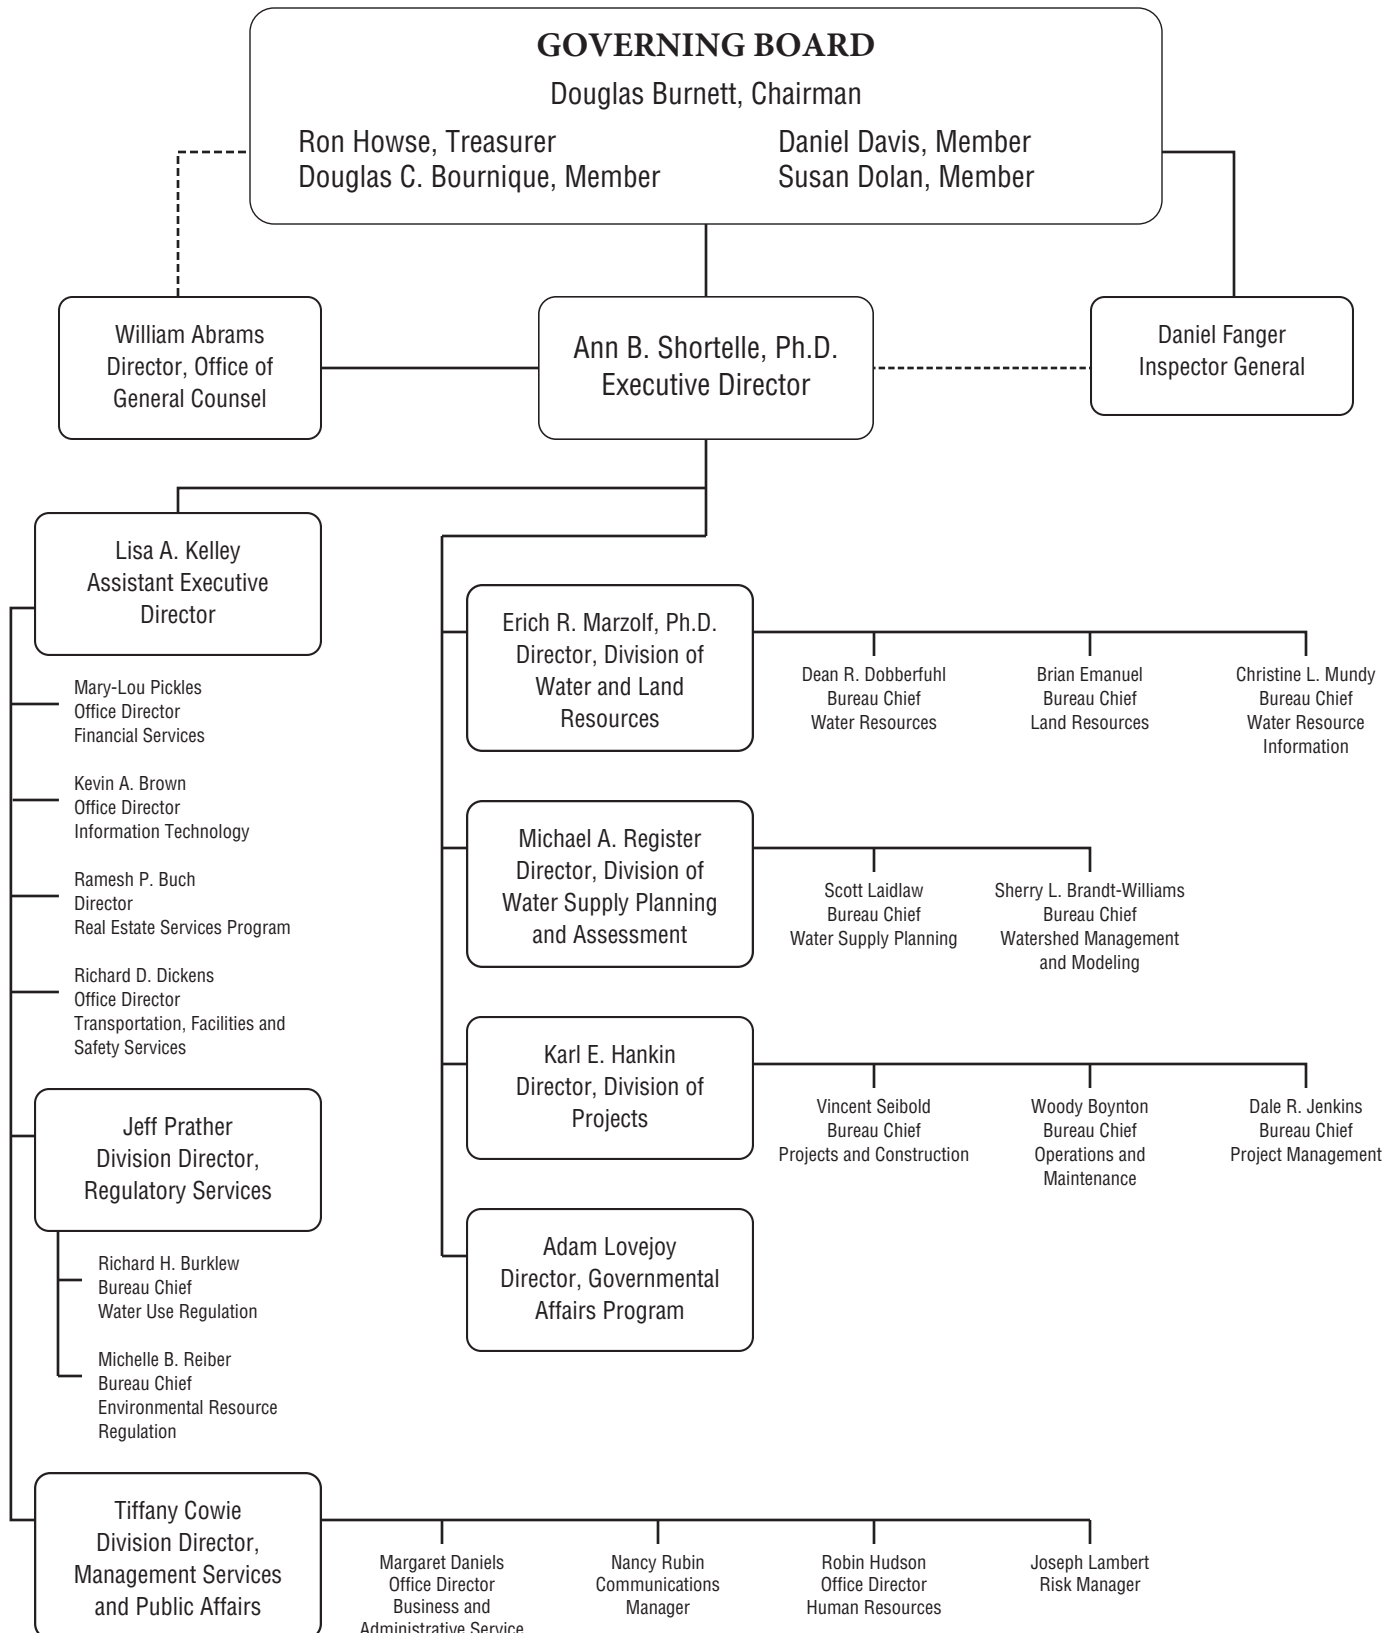 GOVERNING BOARD
Douglas Burnett, Chairman
Ron Howse, Treasurer
Douglas C. Bournique, Member
Daniel Davis, Member
Susan Dolan, Member
William Abrams
Director, Office of
General Counsel
Ann B. Shortelle, Ph.D.
Executive Director
Daniel Fanger
Inspector General
Lisa A. Kelley
Assistant Executive
Director
Mary-Lou Pickles
Office Director
Financial Services
Kevin A. Brown
Office Director
Information Technology
Ramesh P. Buch
Director
Real Estate Services Program
Richard D. Dickens
Office Director
Transportation, Facilities and
Safety Services
Jeff Prather
Division Director,
Regulatory Services
Richard H. Burklew
Bureau Chief
Water Use Regulation
Michelle B. Reiber
Bureau Chief
Environmental Resource
Regulation
Tiffany Cowie
Division Director,
Management Services
and Public Affairs
Margaret Daniels
Office Director
Business and
Administrative Service
Nancy Rubin
Communications
Manager
Robin Hudson
Office Director
Human Resources
Joseph Lambert
Risk Manager
Erich R. Marzolf, Ph.D.
Director, Division of
Water and Land
Resources
Dean R. Dobberfuhl
Bureau Chief
Water Resources
Brian Emanuel
Bureau Chief
Land Resources
Christine L. Mundy
Bureau Chief
Water Resource
Information
Michael A. Register
Director, Division of
Water Supply Planning
and Assessment
Scott Laidlaw
Bureau Chief
Water Supply Planning
Sherry L. Brandt-Williams
Bureau Chief
Watershed Management
and Modeling
Karl E. Hankin
Director, Division of
Projects
Vincent Seibold
Bureau Chief
Projects and Construction
Woody Boynton
Bureau Chief
Operations and
Maintenance
Dale R. Jenkins
Bureau Chief
Project Management
Adam Lovejoy
Director, Governmental
Affairs Program